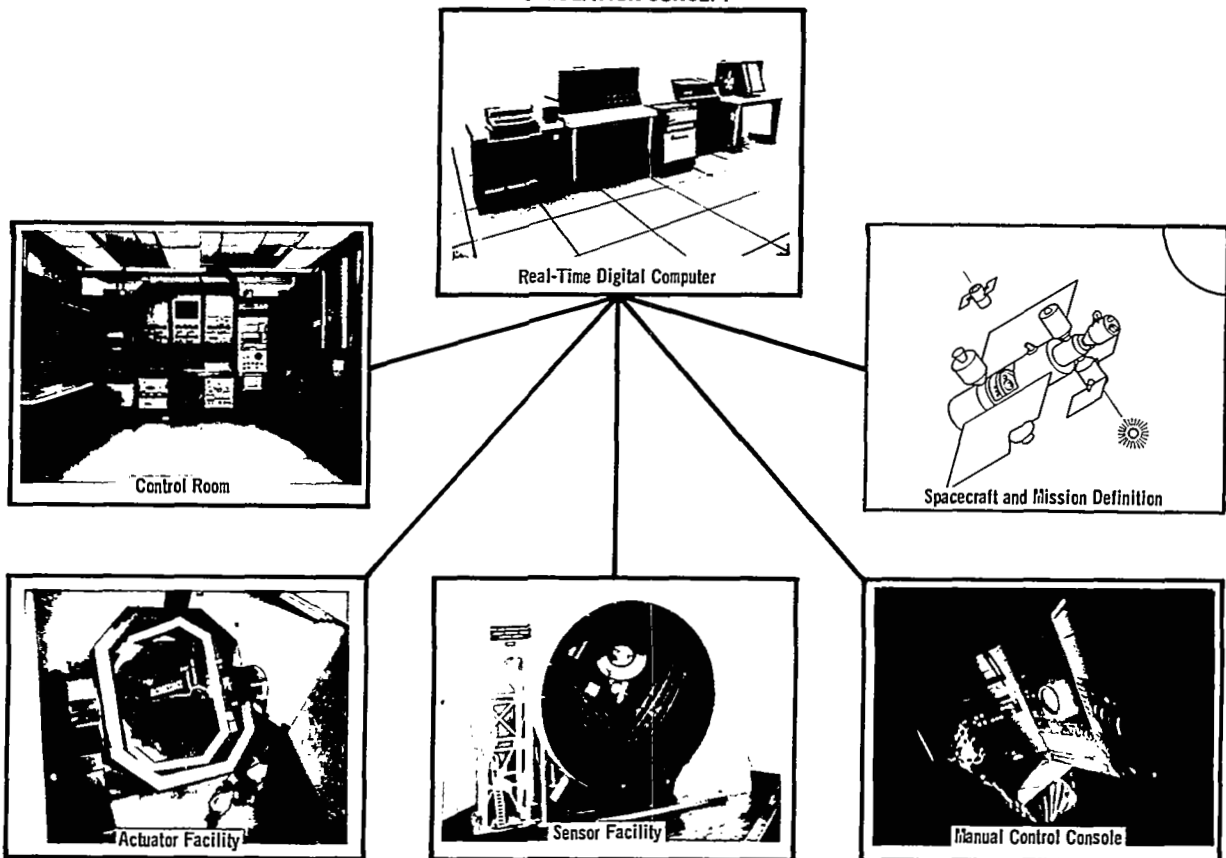 Real-Time Digital Computer
Control Room
Spacecraft and Mission Definition
Actuator Facility
Sensor Facility
Manual Control Console